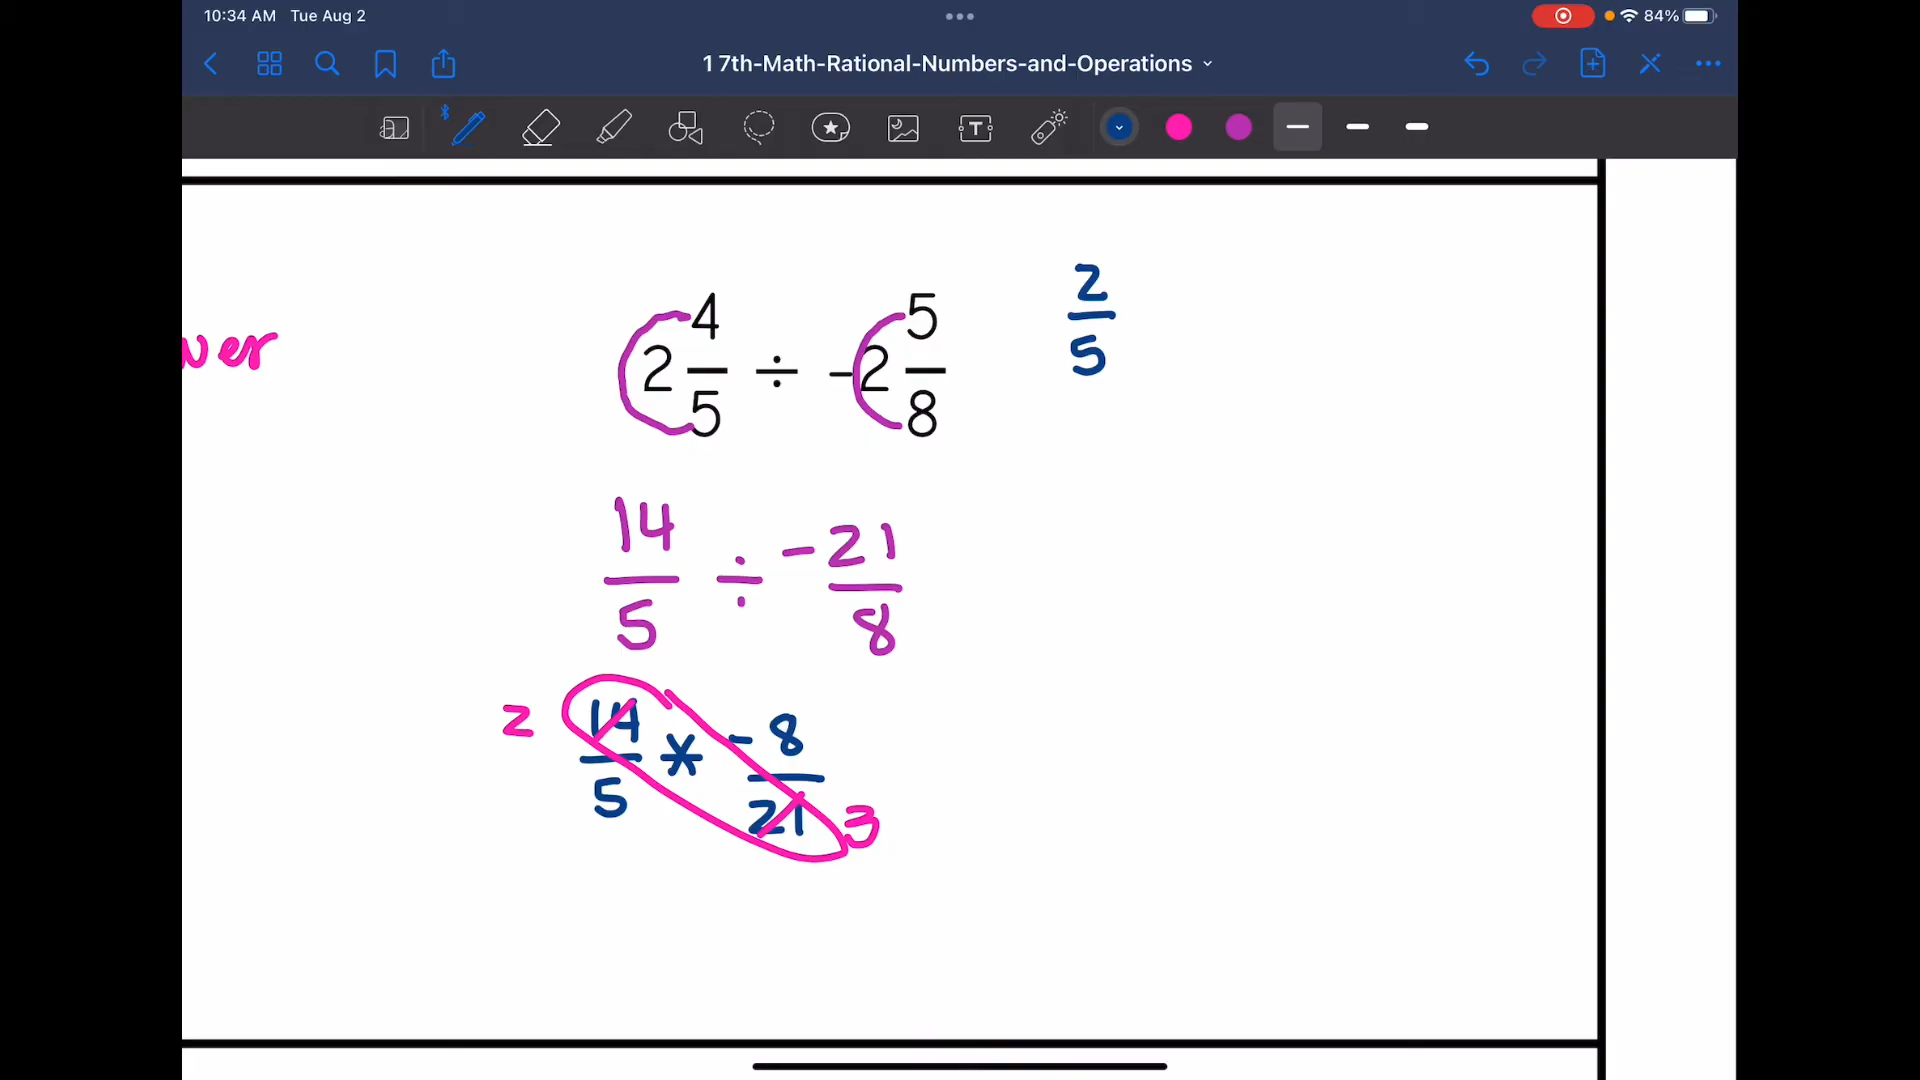 10:34 AM Tue Aug 2
84%
1 7th-Math-Rational-Numbers-and-Operations
2 4/5 ÷ -2 5/8
2/5
14/5 ÷ -21/8
2 14/5 * -8/21 3